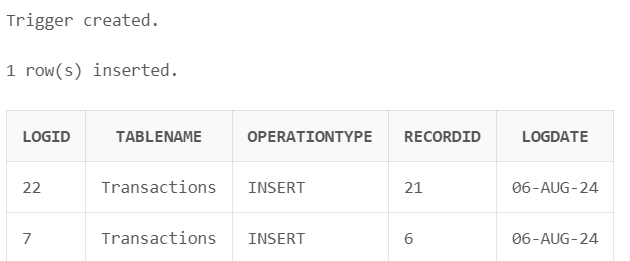 Trigger created.
1 row(s) inserted.
LOGID TABLENAME OPERATIONTYPE RECORDID LOGDATE
22 Transactions INSERT 21 06-AUG-24
7 Transactions INSERT 6 06-AUG-24